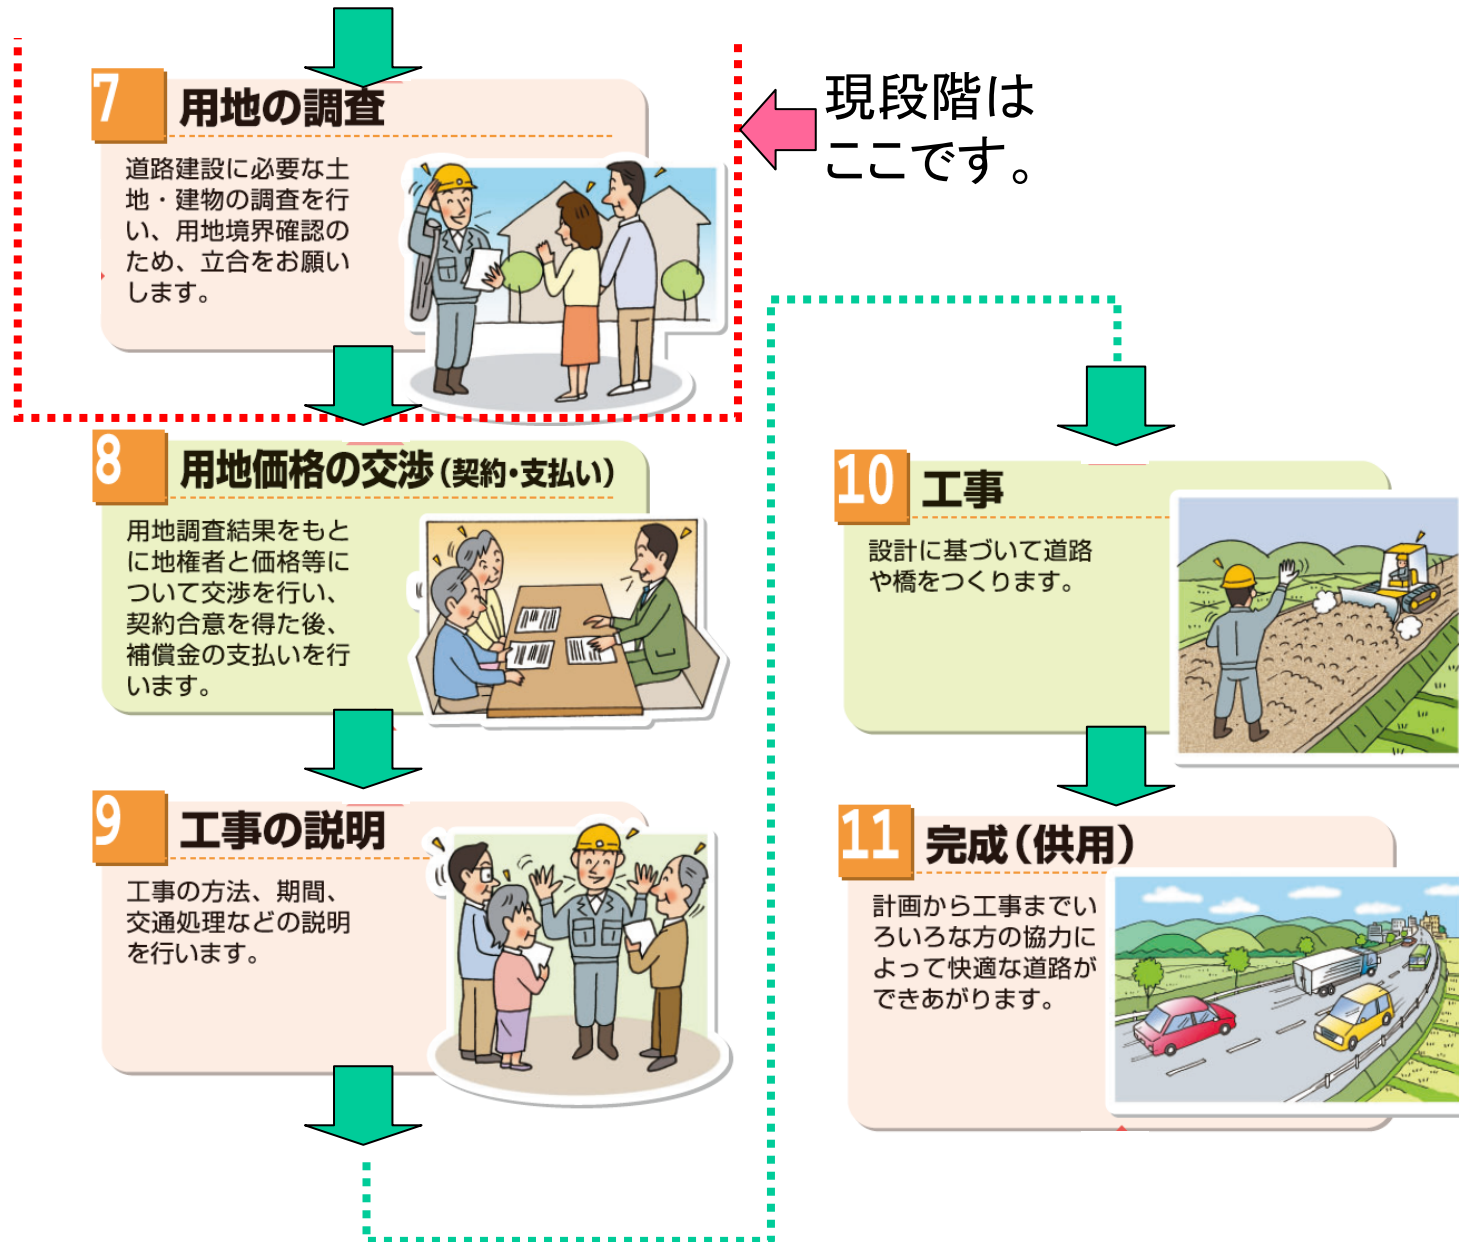 7
用地の調査
道路建設に必要な土
地・建物の調査を行
い、用地境界確認の
ため、立合をお願い
します。
現段階は
ここです。
8
用地価格の交渉(契約・支払い)
用地調査結果をもと
に地権者と価格等に
ついて交渉を行い、
契約合意を得た後、
補償金の支払いを行
います。
9
工事の説明
工事の方法、期間、
交通処理などの説明
を行います。
10
工事
設計に基づいて道路
や橋をつくります。
11
完成(供用)
計画から工事までい
ろいろな方の協力に
よって快適な道路が
できあがります。